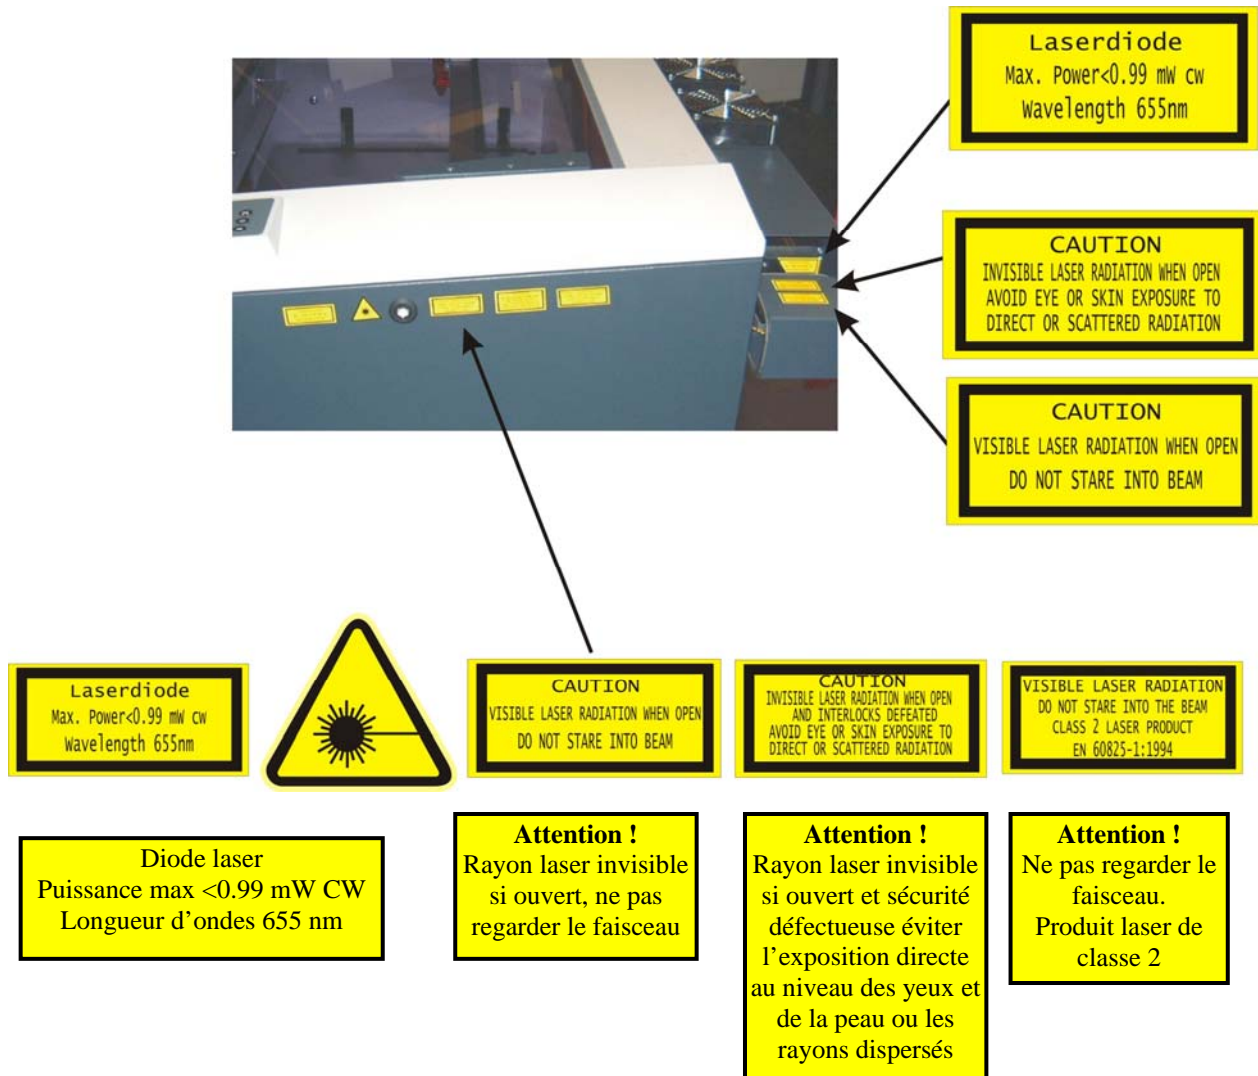 Laserdiode
Max. Power<0.99 mW cw
Wavelength 655nm
CAUTION
INVISIBLE LASER RADIATION WHEN OPEN
AVOID EYE OR SKIN EXPOSURE TO
DIRECT OR SCATTERED RADIATION
CAUTION
VISIBLE LASER RADIATION WHEN OPEN
DO NOT STARE INTO BEAM
Laserdiode
Max. Power<0.99 mW cw
Wavelength 655nm
CAUTION
VISIBLE LASER RADIATION WHEN OPEN
DO NOT STARE INTO BEAM
CAUTION
INVISIBLE LASER RADIATION WHEN OPEN
AND INTERLOCKS DEFEATED
AVOID EYE OR SKIN EXPOSURE TO
DIRECT OR SCATTERED RADIATION
VISIBLE LASER RADIATION
DO NOT STARE INTO THE BEAM
CLASS 2 LASER PRODUCT
EN 60825-1:1994
Diode laser
Puissance max <0.99 mW CW
Longueur d'ondes 655 nm
Attention !
Rayon laser invisible
si ouvert, ne pas
regarder le faisceau
Attention !
Rayon laser invisible
si ouvert et sécurité
défectueuse éviter
l'exposition directe
au niveau des yeux et
de la peau ou les
rayons dispersés
Attention !
Ne pas regarder le
faisceau.
Produit laser de
classe 2